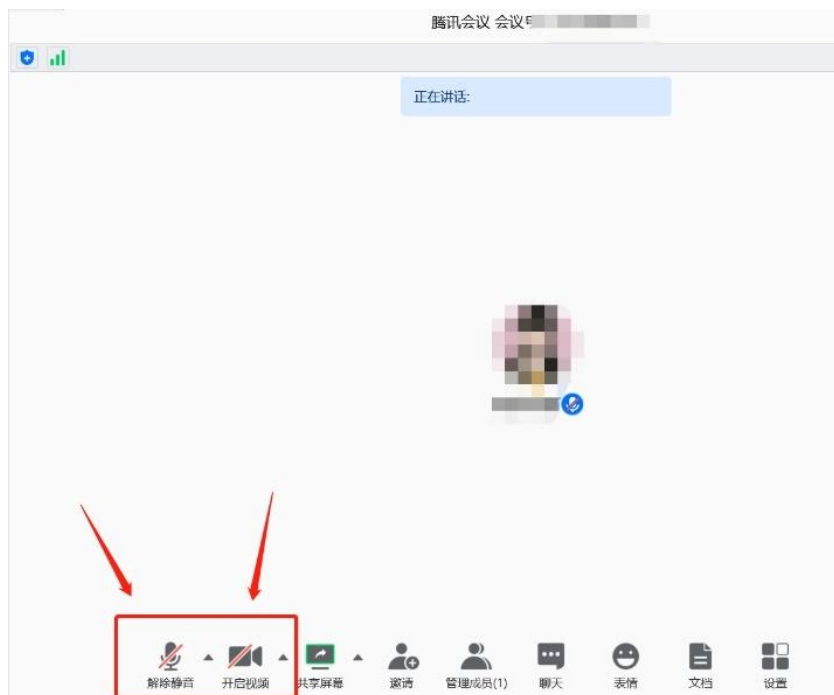 腾讯会议 会议号
正在讲话:
解除静音 开启视频 共享屏幕 邀请 管理成员(1) 聊天 表情 文档 设置